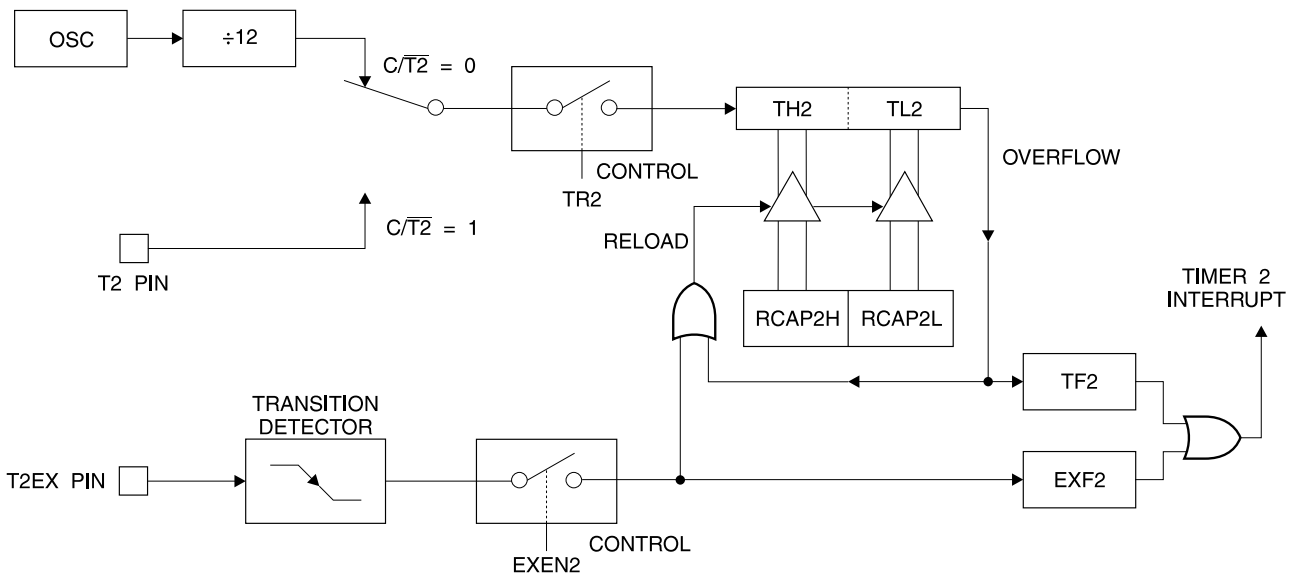 OSC
÷12
C/T2 = 0
TH2
TL2
CONTROL
TR2
OVERFLOW
C/T2 = 1
RELOAD
T2 PIN
TIMER 2
INTERRUPT
RCAP2H
RCAP2L
TF2
TRANSITION
DETECTOR
T2EX PIN
EXF2
CONTROL
EXEN2